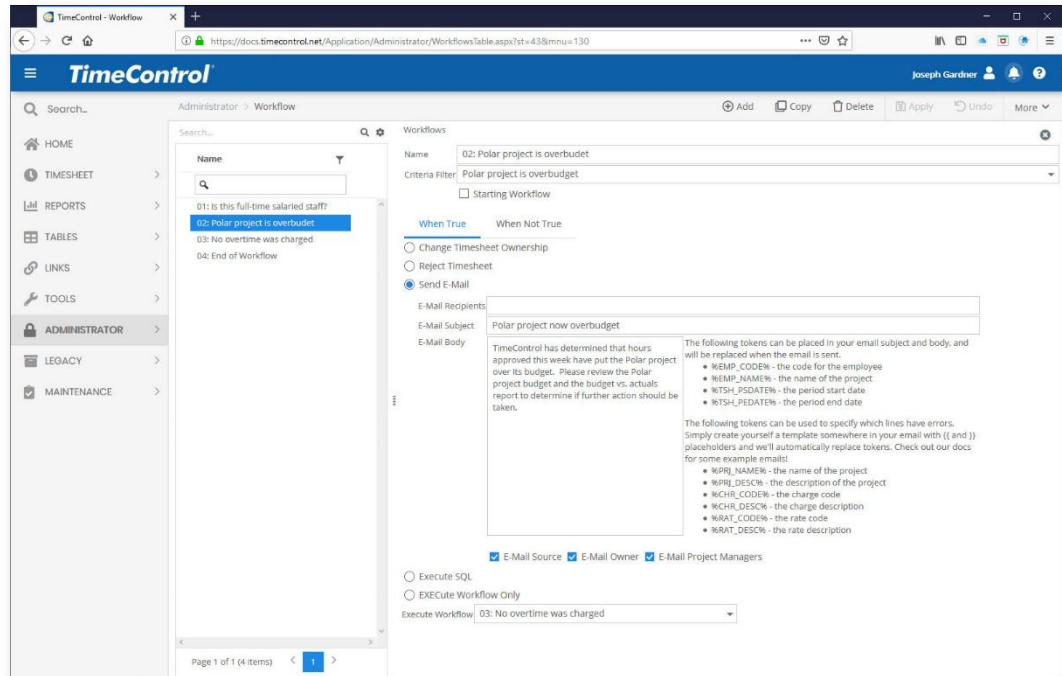 TimeControl - Workflow
https://docs.timecontrol.net/Application/Administrator/WorkflowsTable.aspx?st=43&mnu=130
TimeControl
Joseph Gardner
Search...
Administrator > Workflow
Add
Copy
Delete
Apply
Undo
More
HOME
TIMESHEET
REPORTS
TABLES
LINKS
TOOLS
ADMINISTRATOR
LEGACY
MAINTENANCE
Search...
Name
01: Is this full-time salaried staff?
02: Polar project is overbudet
03: No overtime was charged
04: End of Workflow
Page 1 of 1 (4 items)
1
Workflows
Name
02: Polar project is overbudet
Criteria Filter
Polar project is overbudget
Starting Workflow
When True
When Not True
Change Timesheet Ownership
Reject Timesheet
Send E-Mail
E-Mail Recipients
E-Mail Subject
Polar project now overbudget
E-Mail Body
TimeControl has determined that hours
approved this week have put the Polar project
over its budget. Please review the Polar
project budget and the budget vs. actuals
report to determine if further action should be
taken.
The following tokens can be placed in your email subject and body, and
will be replaced when the email is sent.
• %EMP_CODE% - the code for the employee
• %EMP_NAME% - the name of the project
• %TSH_PSDATE% - the period start date
• %TSH_PEDATE% - the period end date
The following tokens can be used to specify which lines have errors.
Simply create yourself a template somewhere in your email with {{ and }}
placeholders and we'll automatically replace tokens. Check out our docs
for some example emails!
• %PRJ_NAME% - the name of the project
• %PRJ_DESC% - the description of the project
• %CHR_CODE% - the charge code
• %CHR_DESC% - the charge description
• %RAT_CODE% - the rate code
• %RAT_DESC% - the rate description
E-Mail Source
E-Mail Owner
E-Mail Project Managers
Execute SQL
EXECute Workflow Only
Execute Workflow
03: No overtime was charged